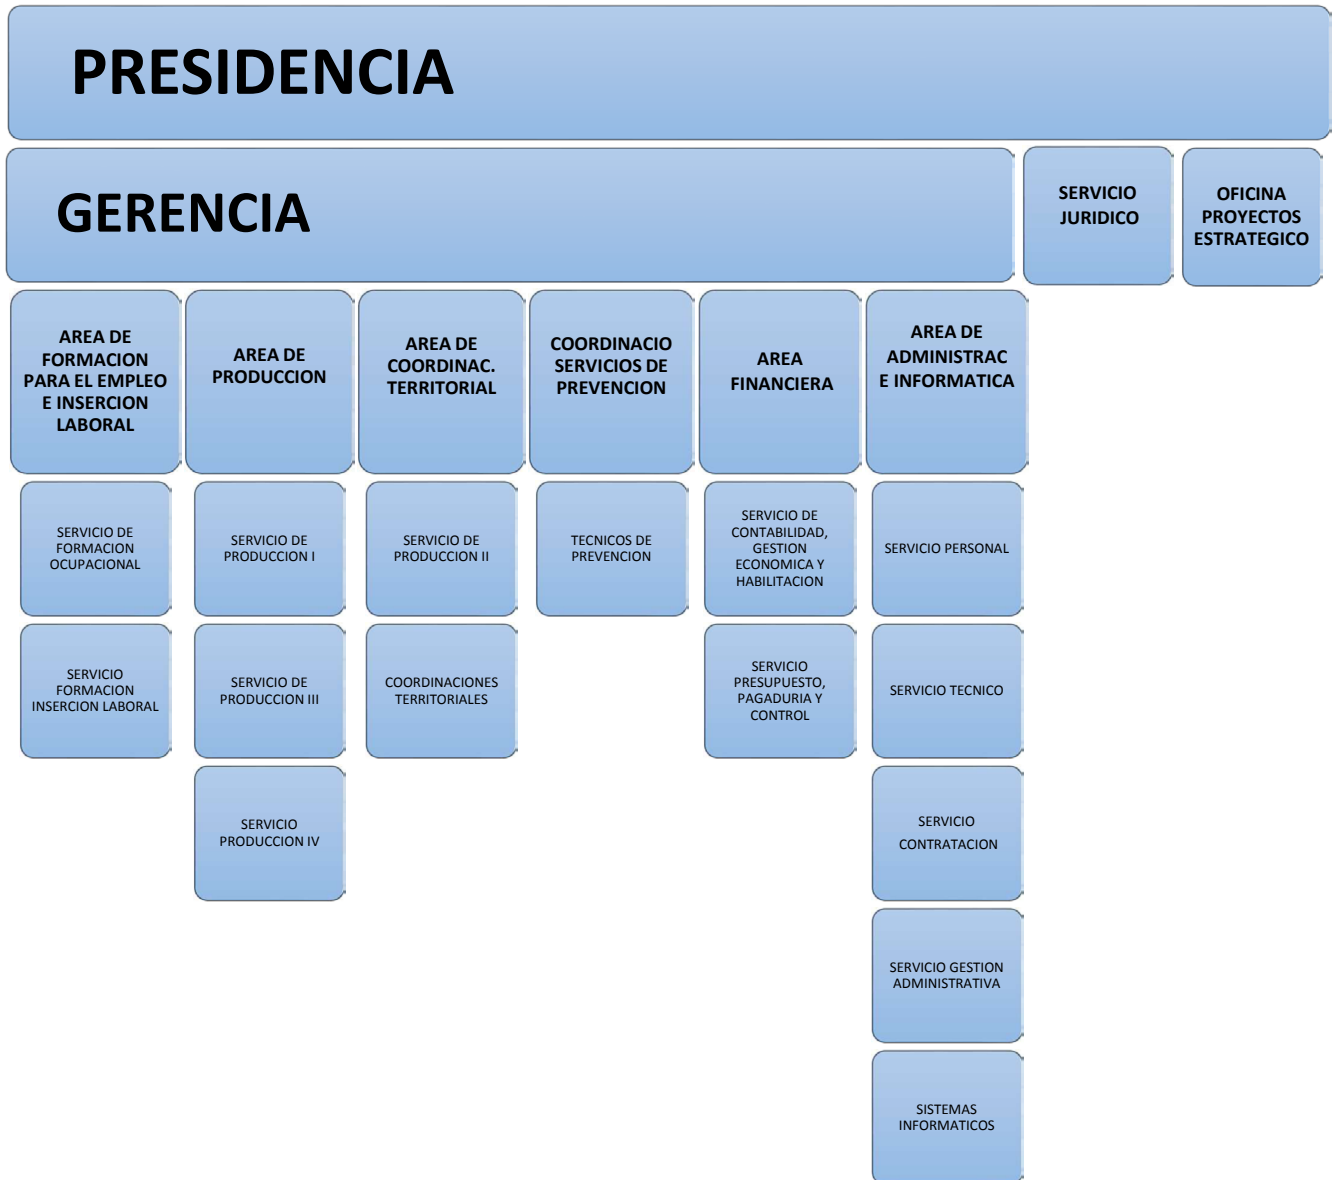 PRESIDENCIA
GERENCIA
SERVICIO
JURIDICO
OFICINA
PROYECTOS
ESTRATEGICO
AREA DE
FORMACION
PARA EL EMPLEO
E INSERCION
LABORAL
AREA DE
PRODUCCION
AREA DE
COORDINAC.
TERRITORIAL
COORDINACIO
SERVICIOS DE
PREVENCION
AREA
FINANCIERA
AREA DE
ADMINISTRAC
E INFORMATICA
SERVICIO DE
FORMACION
OCUPACIONAL
SERVICIO DE
PRODUCCION I
SERVICIO DE
PRODUCCION II
TECNICOS DE
PREVENCION
SERVICIO DE
CONTABILIDAD,
GESTION
ECONOMICA Y
HABILITACION
SERVICIO PERSONAL
SERVICIO
FORMACION
INSERCION LABORAL
SERVICIO DE
PRODUCCION III
COORDINACIONES
TERRITORIALES
SERVICIO
PRESUPUESTO,
PAGADURIA Y
CONTROL
SERVICIO TECNICO
SERVICIO
PRODUCCION IV
SERVICIO
CONTRATACION
SERVICIO GESTION
ADMINISTRATIVA
SISTEMAS
INFORMATICOS